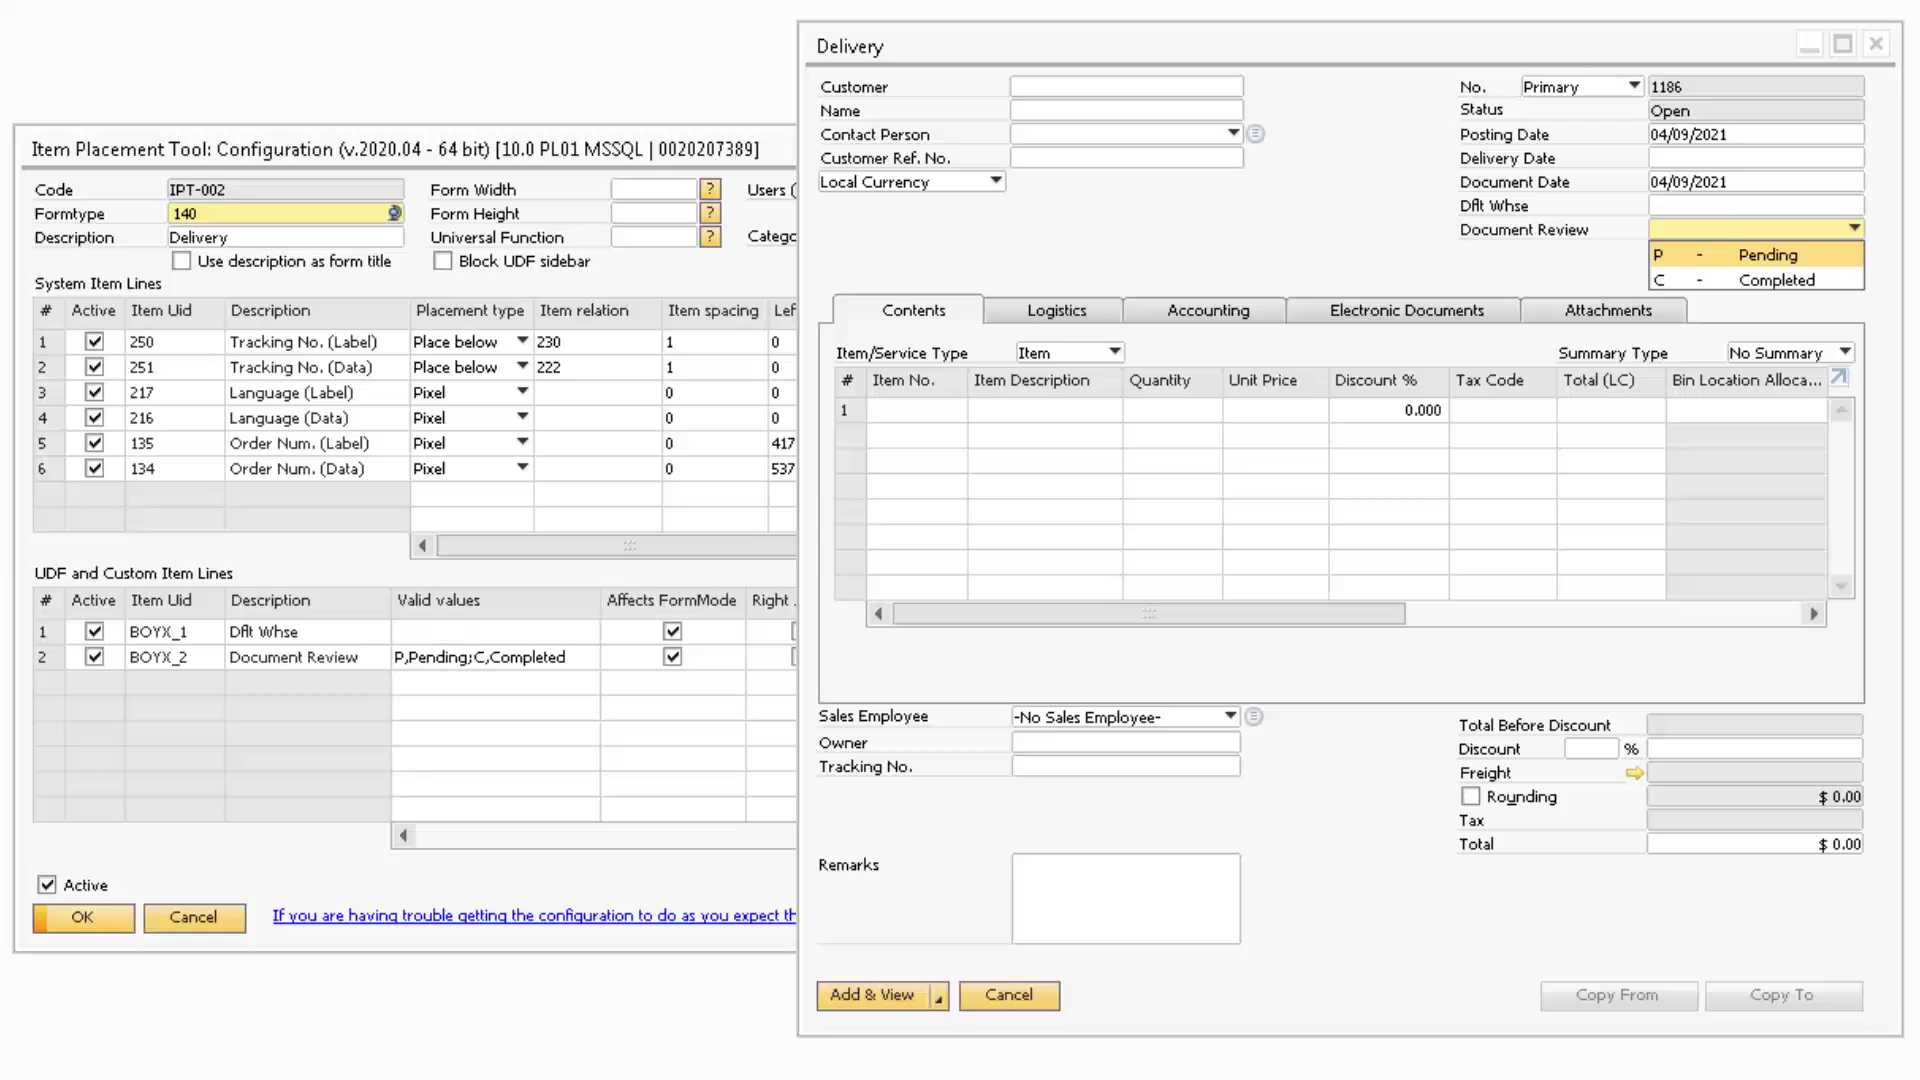 Item Placement Tool: Configuration (v.2020.04 - 64 bit) [10.0 PL01 MSSQL | 0020207389]
Code IPT-002 Form Width ? Users (
Formtype 140 Form Height ?
Description Delivery Universal Function ? Catego
Use description as form title Block UDF sidebar
System Item Lines
# Active Item Uid Description Placement type Item relation Item spacing Lef
1 250 Tracking No. (Label) Place below 230 1 0
2 251 Tracking No. (Data) Place below 222 1 0
3 217 Language (Label) Pixel 0 0
4 216 Language (Data) Pixel 0 0
5 135 Order Num. (Label) Pixel 0 417
6 134 Order Num. (Data) Pixel 0 537
UDF and Custom Item Lines
# Active Item Uid Description Valid values Affects FormMode Right
1 BOYX_1 Dflt Whse
2 BOYX_2 Document Review P,Pending;C,Completed
Active
OK Cancel If you are having trouble getting the configuration to do as you expect th
Delivery
Customer
Name
Contact Person
Customer Ref. No.
Local Currency
No. Primary 1186
Status Open
Posting Date 04/09/2021
Delivery Date
Document Date 04/09/2021
Dflt Whse
Document Review
P - Pending
C - Completed
Contents Logistics Accounting Electronic Documents Attachments
Item/Service Type Item Summary Type No Summary
# Item No. Item Description Quantity Unit Price Discount % Tax Code Total (LC) Bin Location Alloca...
1 0.000
Sales Employee -No Sales Employee-
Owner
Tracking No.
Remarks
Total Before Discount
Discount %
Freight
Rounding $ 0.00
Tax
Total $ 0.00
Add & View Cancel Copy From Copy To